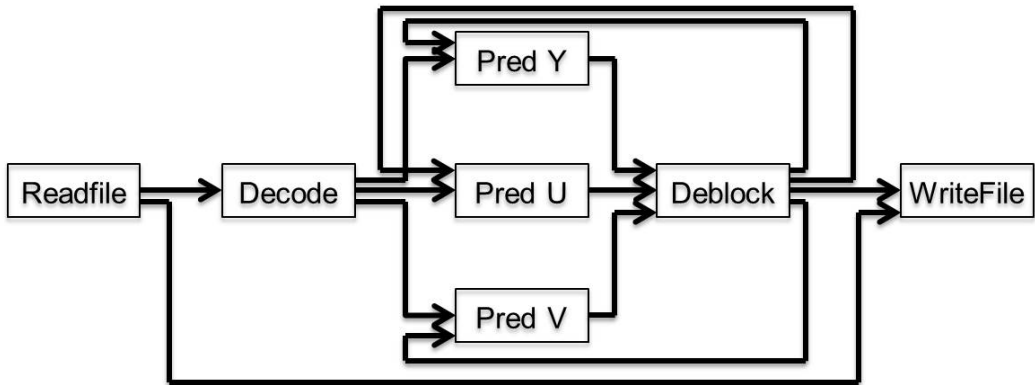 Pred Y
Readfile
Decode
Pred U
Deblock
WriteFile
Pred V